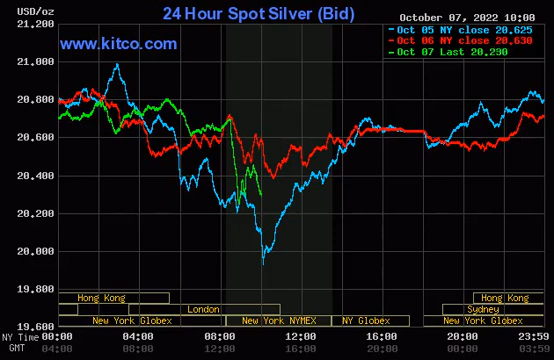 24 Hour Spot Silver (Bid)
USD/oz
October 07, 2022 10:00
www.kitco.com
Oct 05 NY close 20.625
Oct 06 NY close 20.630
Oct 07 Last 20.290
21.200
21.000
20.800
20.600
20.400
20.200
20.000
19.800
19.600
Hong Kong Hong Kong
London Sydney
New York Globex New York NYMEX NY Globex New York Globex
NY Time 00:00 04:00 08:00 12:00 16:00 20:00 23:59
GMT 04:00 08:00 12:00 16:00 20:00 00:00 03:59